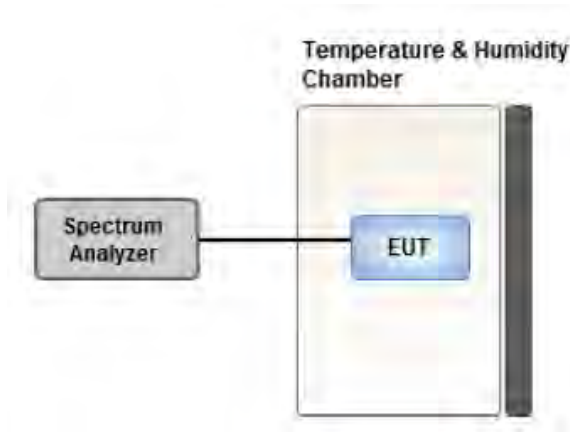 Temperature & Humidity
Chamber
Spectrum
Analyzer
EUT